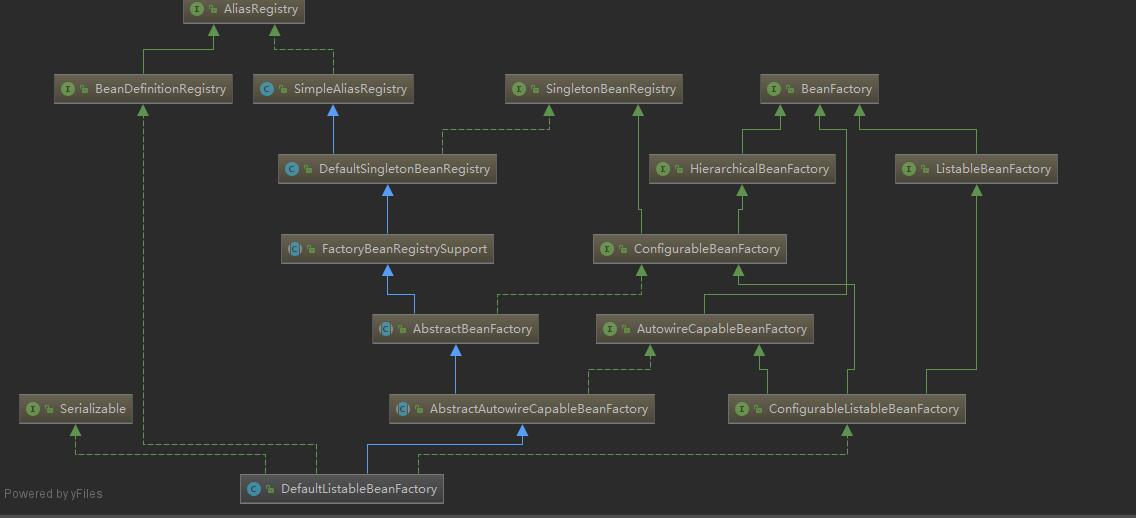 AliasRegistry
BeanDefinitionRegistry
SimpleAliasRegistry
SingletonBeanRegistry
BeanFactory
DefaultSingletonBeanRegistry
HierarchicalBeanFactory
ListableBeanFactory
FactoryBeanRegistrySupport
ConfigurableBeanFactory
AbstractBeanFactory
AutowireCapableBeanFactory
Serializable
AbstractAutowireCapableBeanFactory
ConfigurableListableBeanFactory
DefaultListableBeanFactory
Powered by yFiles